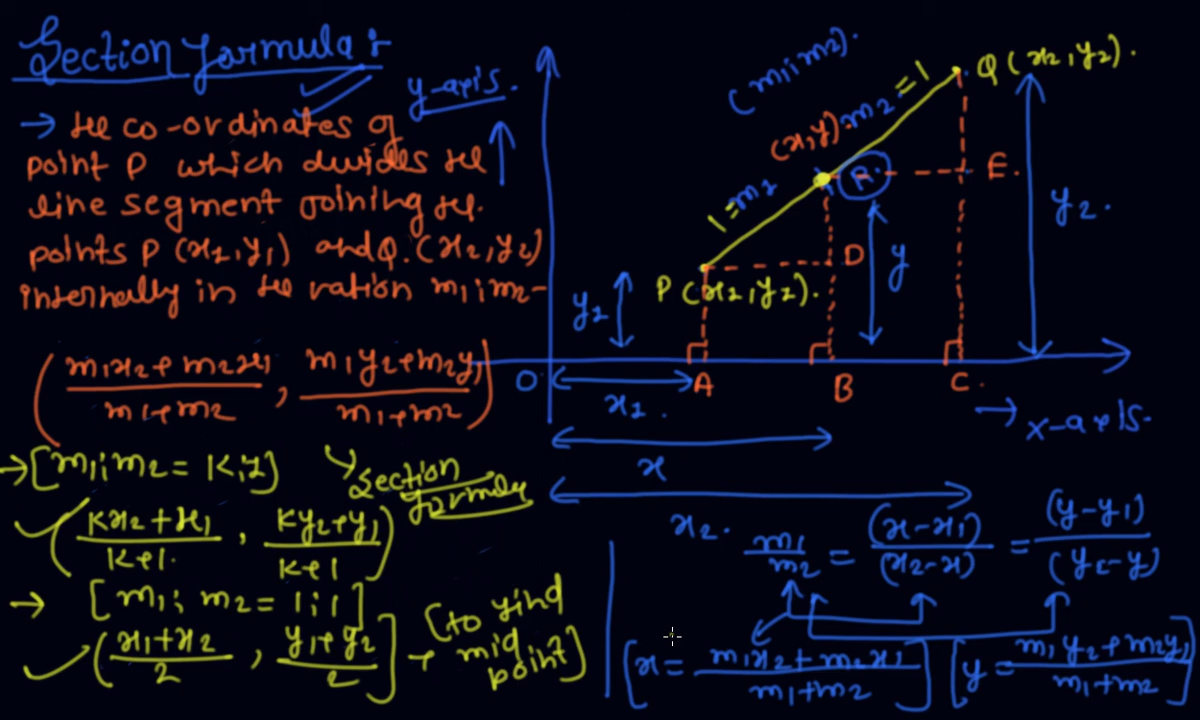 Section formula:
→ the co-ordinates of
point P which divides the
line segment joining the
points P (x1, y1) and Q. (x2, y2)
internally in the ration m1:m2-
( m1x2+m2x1 / m1+m2 , m1y2+m2y1 / m1+m2 )
→ [m1:m2 = K:1]
Section formula
( Kx2+x1 / K+1. , Ky2+y1 / K+1 )
→ [m1: m2 = 1:1]
( x1+x2 / 2 , y1+y2 / 2 ] → [to find
mid
point]
y-axis.
(m1:m2).
Q (x2, y2).
m2 = 1
(x,y).
R.
E.
1 = m1
y2.
D
y
P (x1, y1).
y1
O
A
B
C.
x1.
→ x-axis.
x
x2.
m1 / m2 = (x-x1) / (x2-x) = (y-y1) / (y2-y)
[x = m1x2+m2x1 / m1+m2 ] [y = m1y2+m2y1 / m1+m2 ]